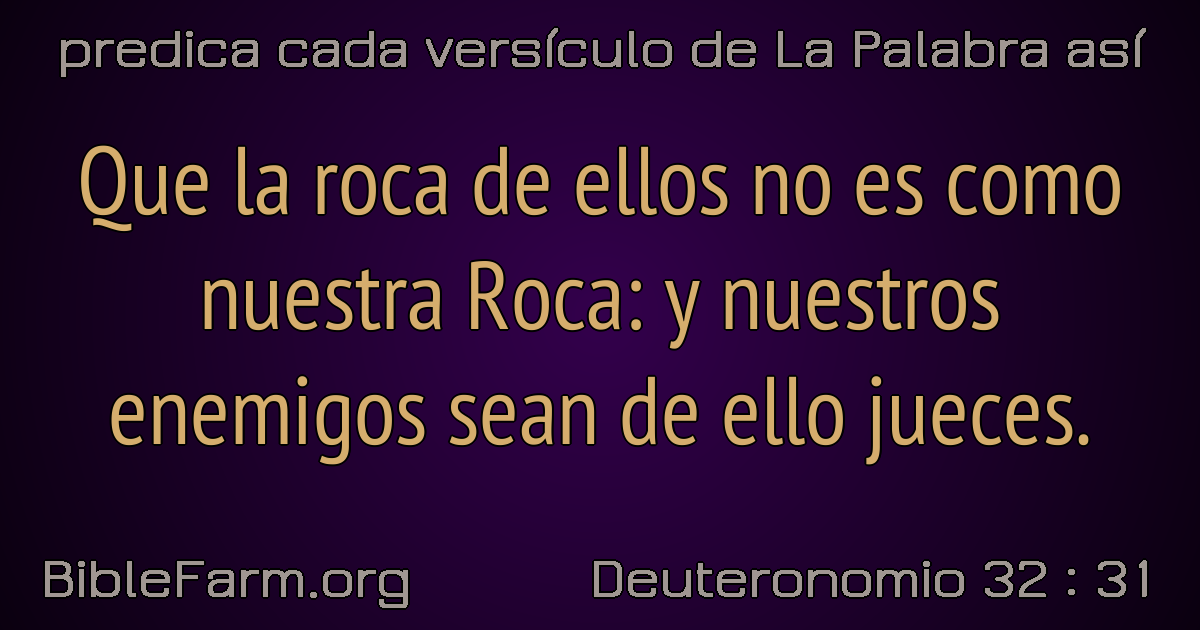 predica cada versículo de La Palabra así
Que la roca de ellos no es como
nuestra Roca: y nuestros
enemigos sean de ello jueces.
BibleFarm.org
Deuteronomio 32 : 31